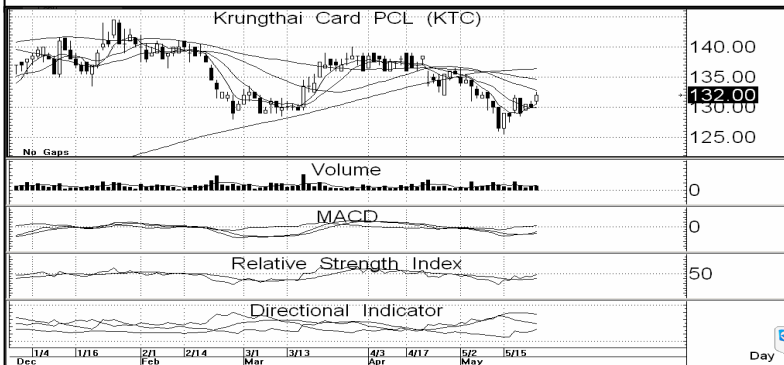 Krungthai Card PCL (KTC)
140.00
135.00
132.00
130.00
125.00
No Gaps
Volume
0
MACD
0
Relative Strength Index
50
Directional Indicator
1/4 1/16 2/1 2/14 3/1 3/13 4/3 4/17 5/2 5/15
Dec Feb Mar Apr May
Day